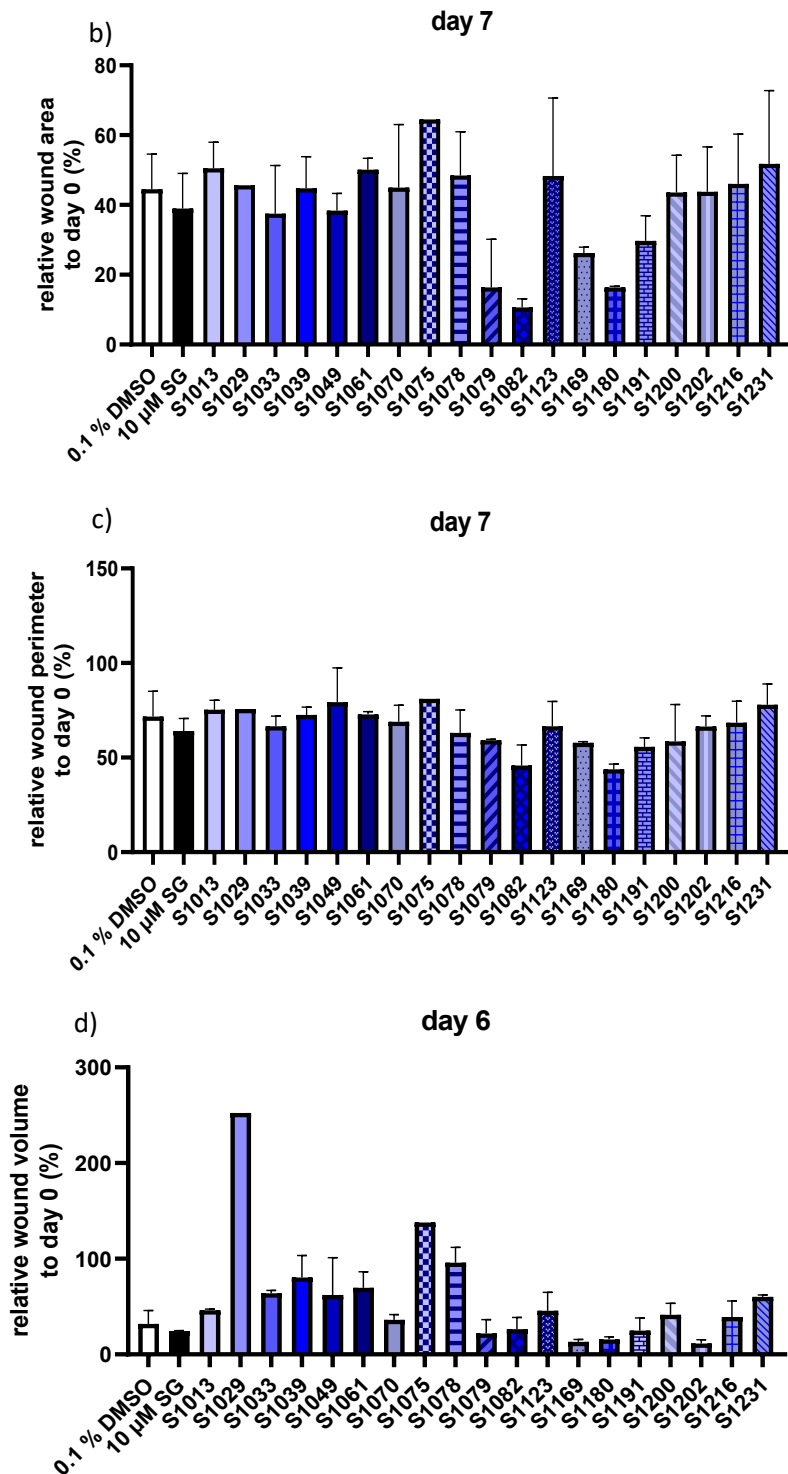 b)
day 7
relative wound area
to day 0 (%)
80
60
40
20
0
0.1 % DMSO
10 µM SG
S1013
S1029
S1033
S1039
S1049
S1061
S1070
S1075
S1078
S1079
S1082
S1123
S1169
S1180
S1191
S1200
S1202
S1216
S1231
c)
day 7
relative wound perimeter
to day 0 (%)
150
100
50
0
0.1 % DMSO
10 µM SG
S1013
S1029
S1033
S1039
S1049
S1061
S1070
S1075
S1078
S1079
S1082
S1123
S1169
S1180
S1191
S1200
S1202
S1216
S1231
d)
day 6
relative wound volume
to day 0 (%)
300
200
100
0
0.1 % DMSO
10 µM SG
S1013
S1029
S1033
S1039
S1049
S1061
S1070
S1075
S1078
S1079
S1082
S1123
S1169
S1180
S1191
S1200
S1202
S1216
S1231